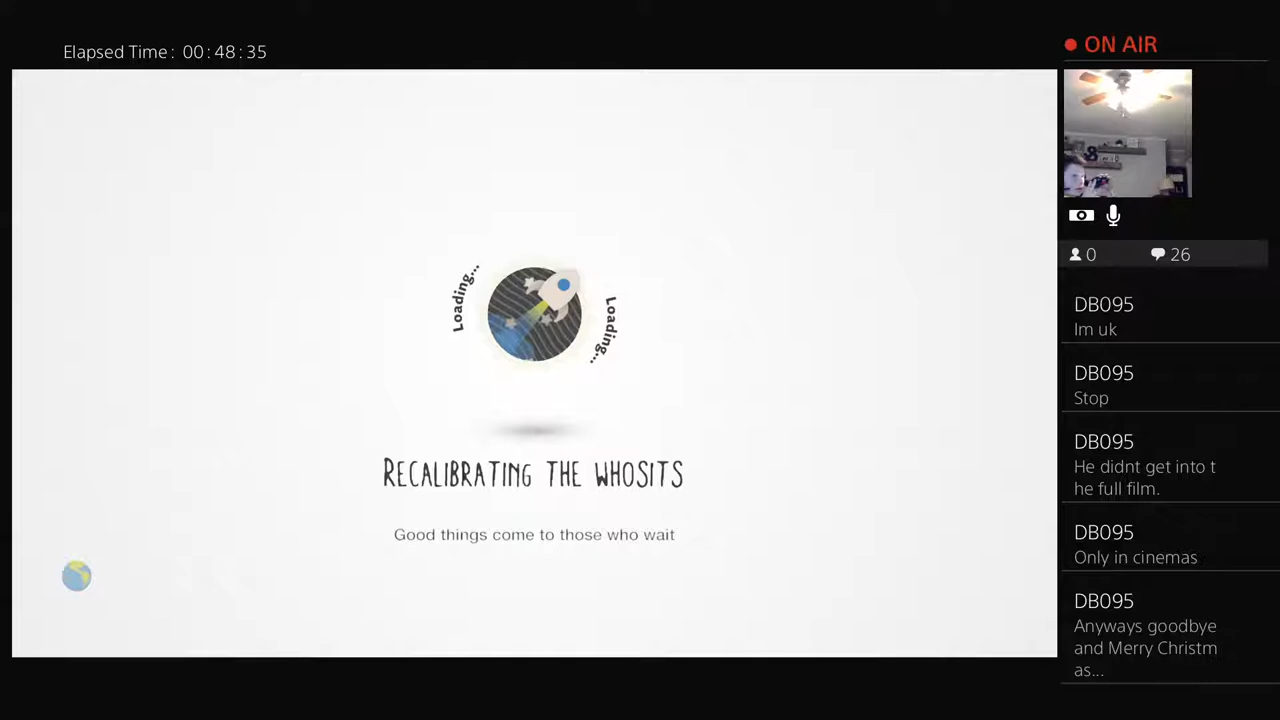 Elapsed Time: 00:48:35
ON AIR
0 26
Loading...
Loading...
RECALIBRATING THE WHOSITS
Good things come to those who wait
DB095
Im uk
DB095
Stop
DB095
He didnt get into t
he full film.
DB095
Only in cinemas
DB095
Anyways goodbye
and Merry Christm
as...